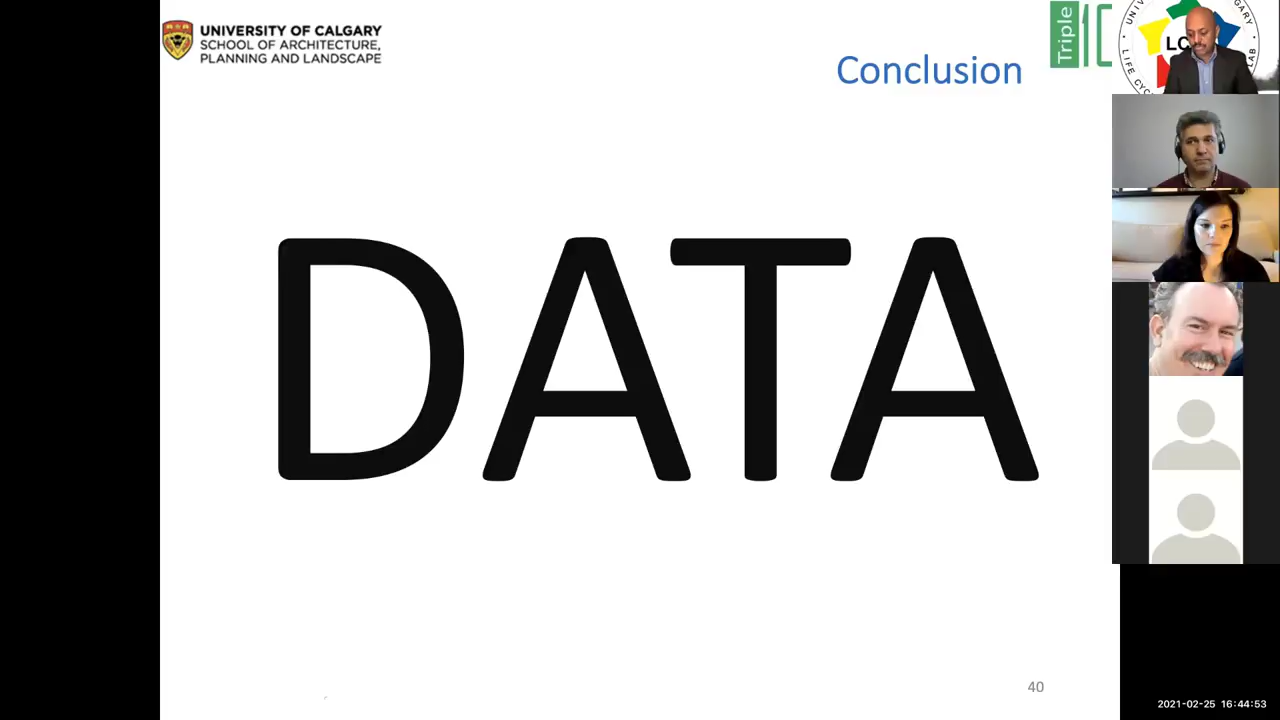 UNIVERSITY OF CALGARY
SCHOOL OF ARCHITECTURE,
PLANNING AND LANDSCAPE
Conclusion
Triple
DATA
40
2021-02-25 16:44:53